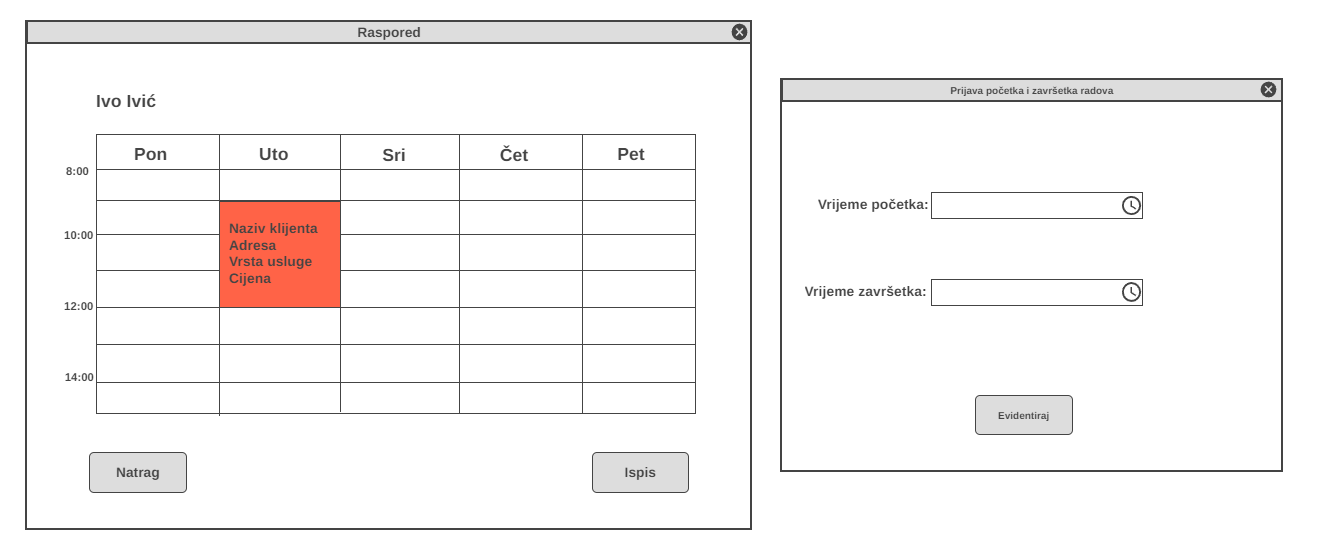 Raspored
Ivo Ivić
Pon Uto Sri Čet Pet
8:00
Naziv klijenta
10:00
Adresa
Vrsta usluge
Cijena
12:00
14:00
Natrag Ispis
Prijava početka i završetka radova
Vrijeme početka:
Vrijeme završetka:
Evidentiraj